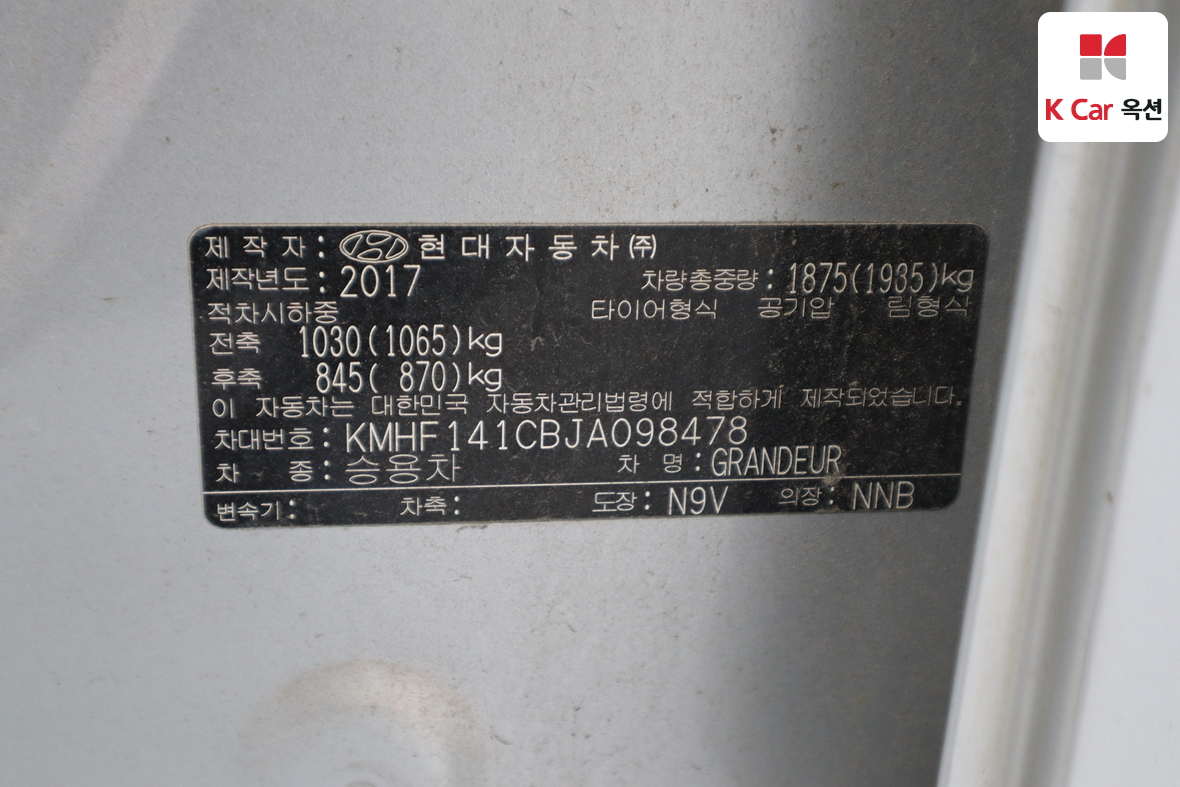 K Car 옥션
제 작 자 : 현대자동차㈜
제작년도 : 2017 차량총중량 : 1875(1935)kg
적차시하중 타이어형식 공기압 림형식
전축 1030(1065)kg
후축 845( 870)kg
이 자동차는 대한민국 자동차관리법령에 적합하게 제작되었습니다.
차대번호 : KMHF141CBJA098478
차 종 : 승용차 차 명 : GRANDEUR
변속기 : 차축 : 도장 : N9V 의장 : NNB